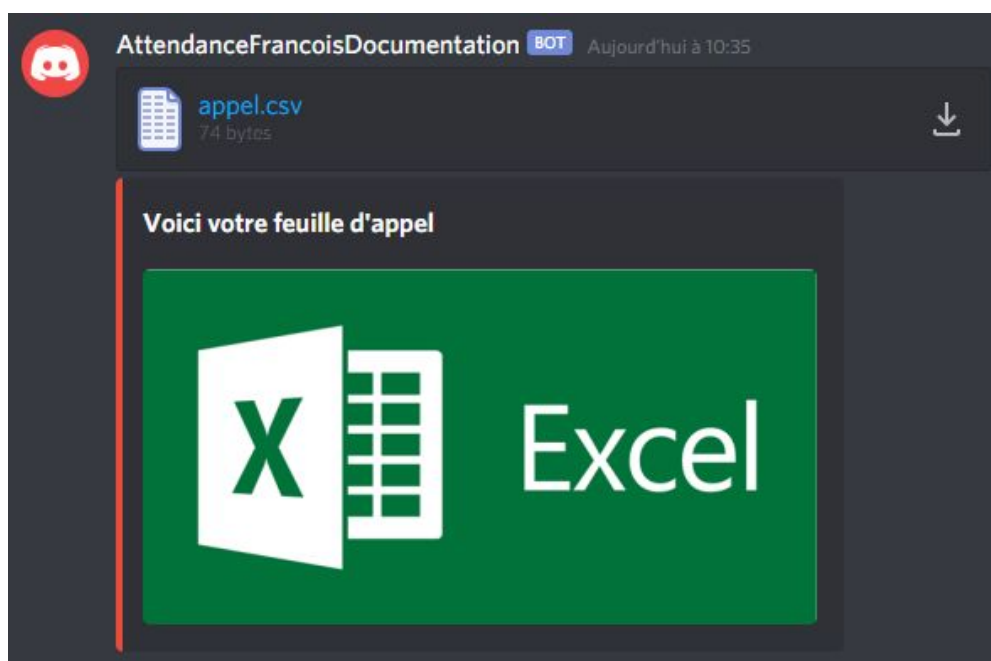 AttendanceFrancoisDocumentation BOT Aujourd'hui à 10:35
appel.csv
74 bytes
Voici votre feuille d'appel
X Excel